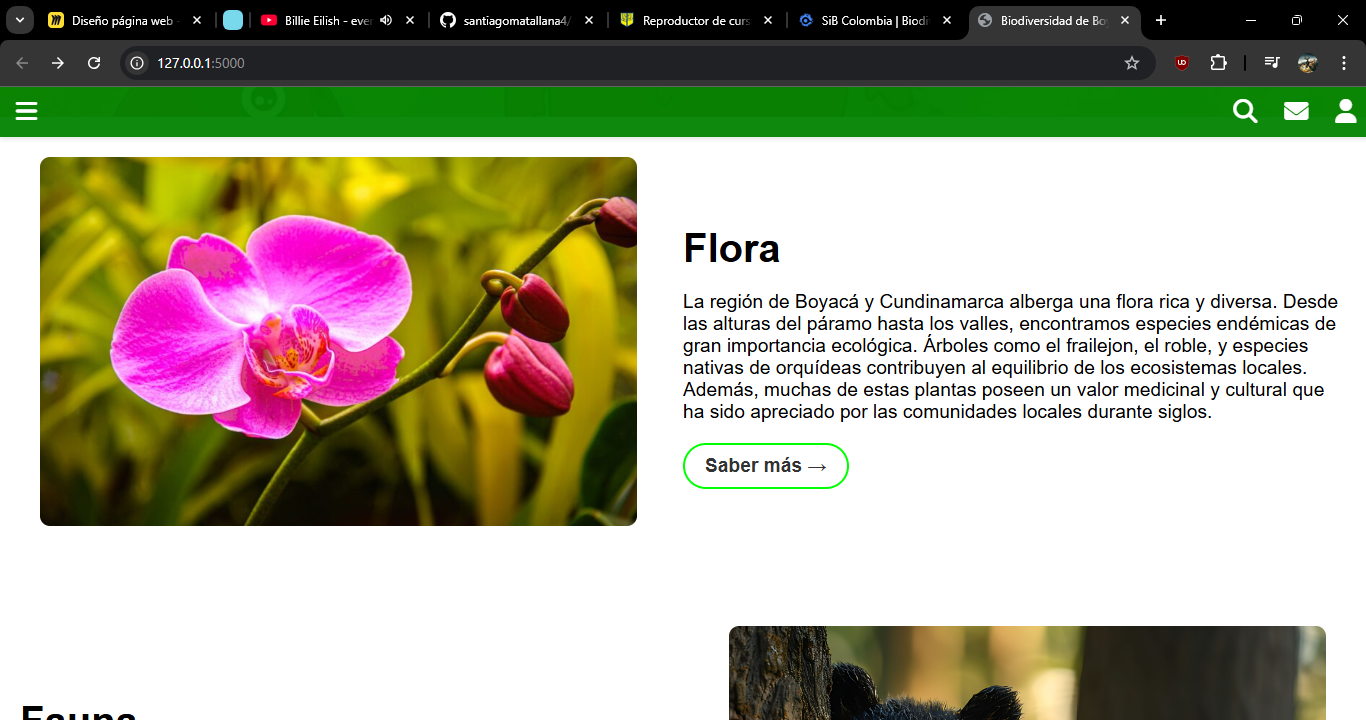 Diseño página web -
Billie Eilish - ever
santiagomatallana4/
Reproductor de curs
SiB Colombia | Biodi
Biodiversidad de Bo
127.0.0.1:5000
Flora
La región de Boyacá y Cundinamarca alberga una flora rica y diversa. Desde
las alturas del páramo hasta los valles, encontramos especies endémicas de
gran importancia ecológica. Árboles como el frailejon, el roble, y especies
nativas de orquídeas contribuyen al equilibrio de los ecosistemas locales.
Además, muchas de estas plantas poseen un valor medicinal y cultural que
ha sido apreciado por las comunidades locales durante siglos.
Saber más →
Fauna